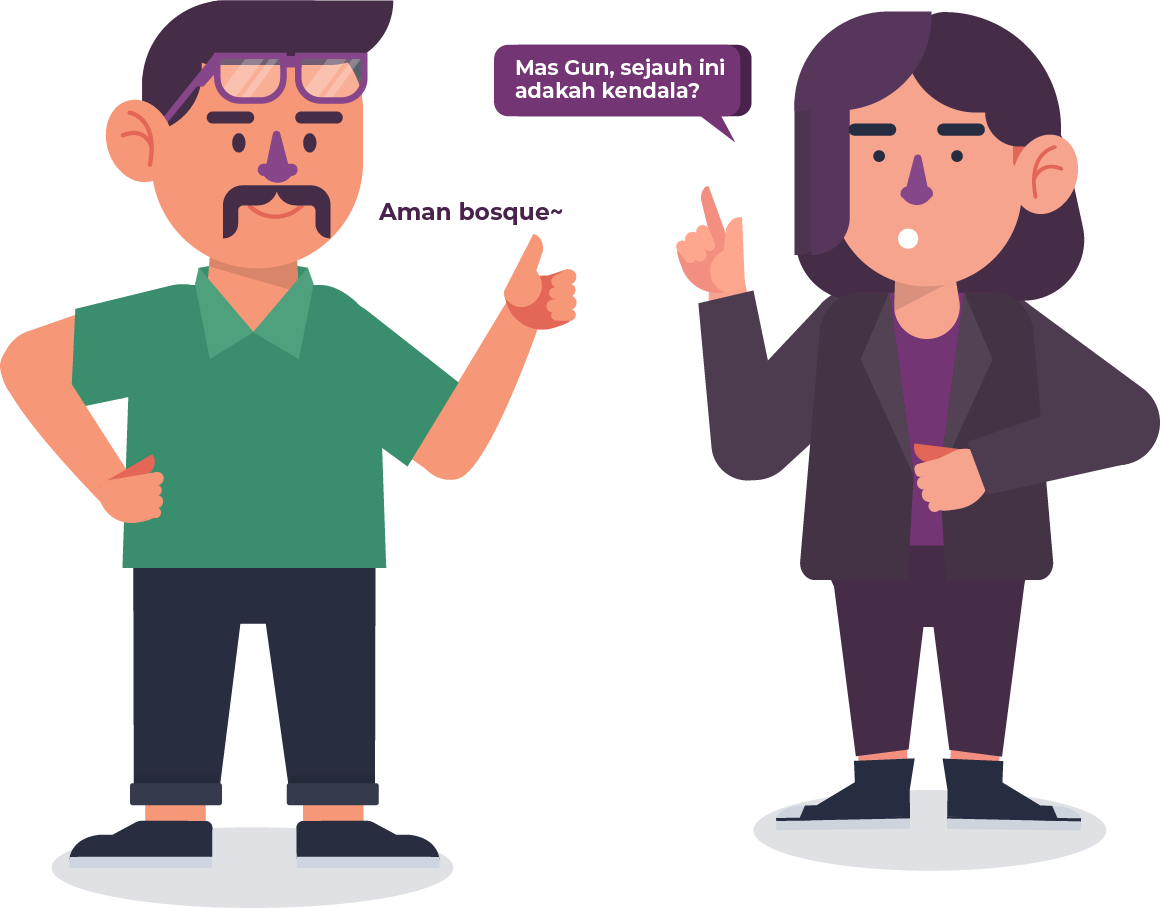 Mas Gun, sejauh ini
adakah kendala?
Aman bosque~